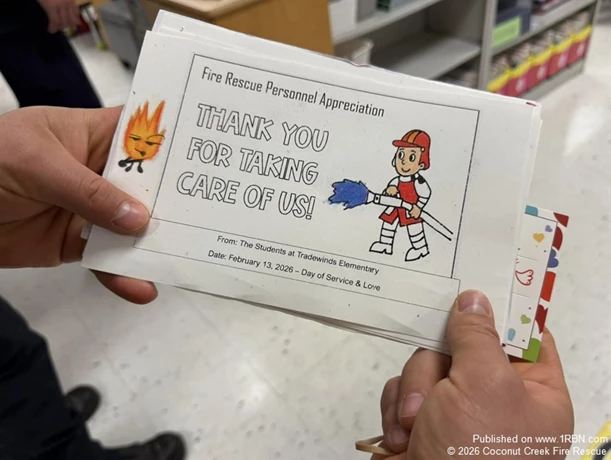 Fire Rescue Personnel Appreciation
THANK YOU
FOR TAKING
CARE OF US!
From: The Students at Tradewinds Elementary
Date: February 13, 2026 – Day of Service & Love
Published on www.1RBN.com
© 2026 Coconut Creek Fire Rescue